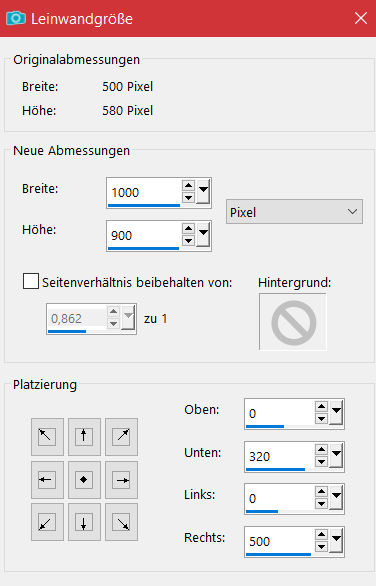 Leinwandgröße
Originalabmessungen
Breite: 500 Pixel
Höhe: 580 Pixel
Neue Abmessungen
Breite: 1000
Pixel
Höhe: 900
Seitenverhältnis beibehalten von: Hintergrund:
0,862 zu 1
Platzierung
Oben: 0
Unten: 320
Links: 0
Rechts: 500